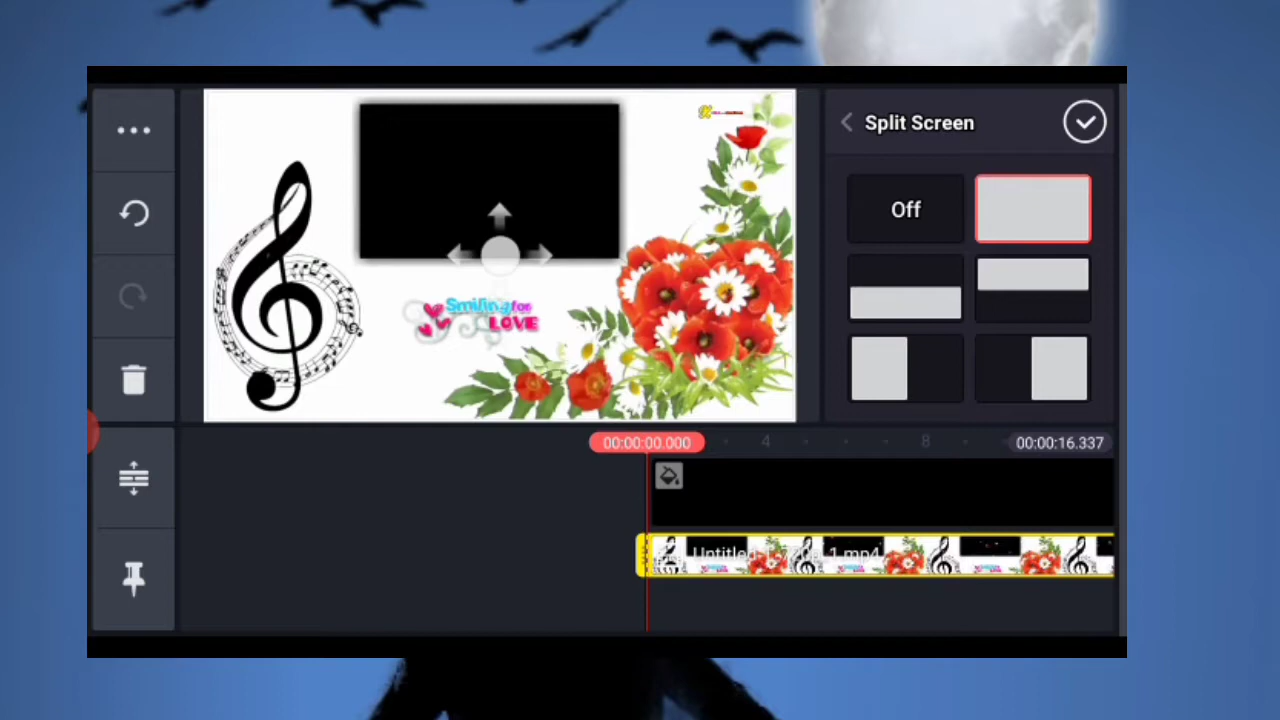 Split Screen
Off
Smiling for
LOVE
00:00:00.000
4
8
00:00:16.337